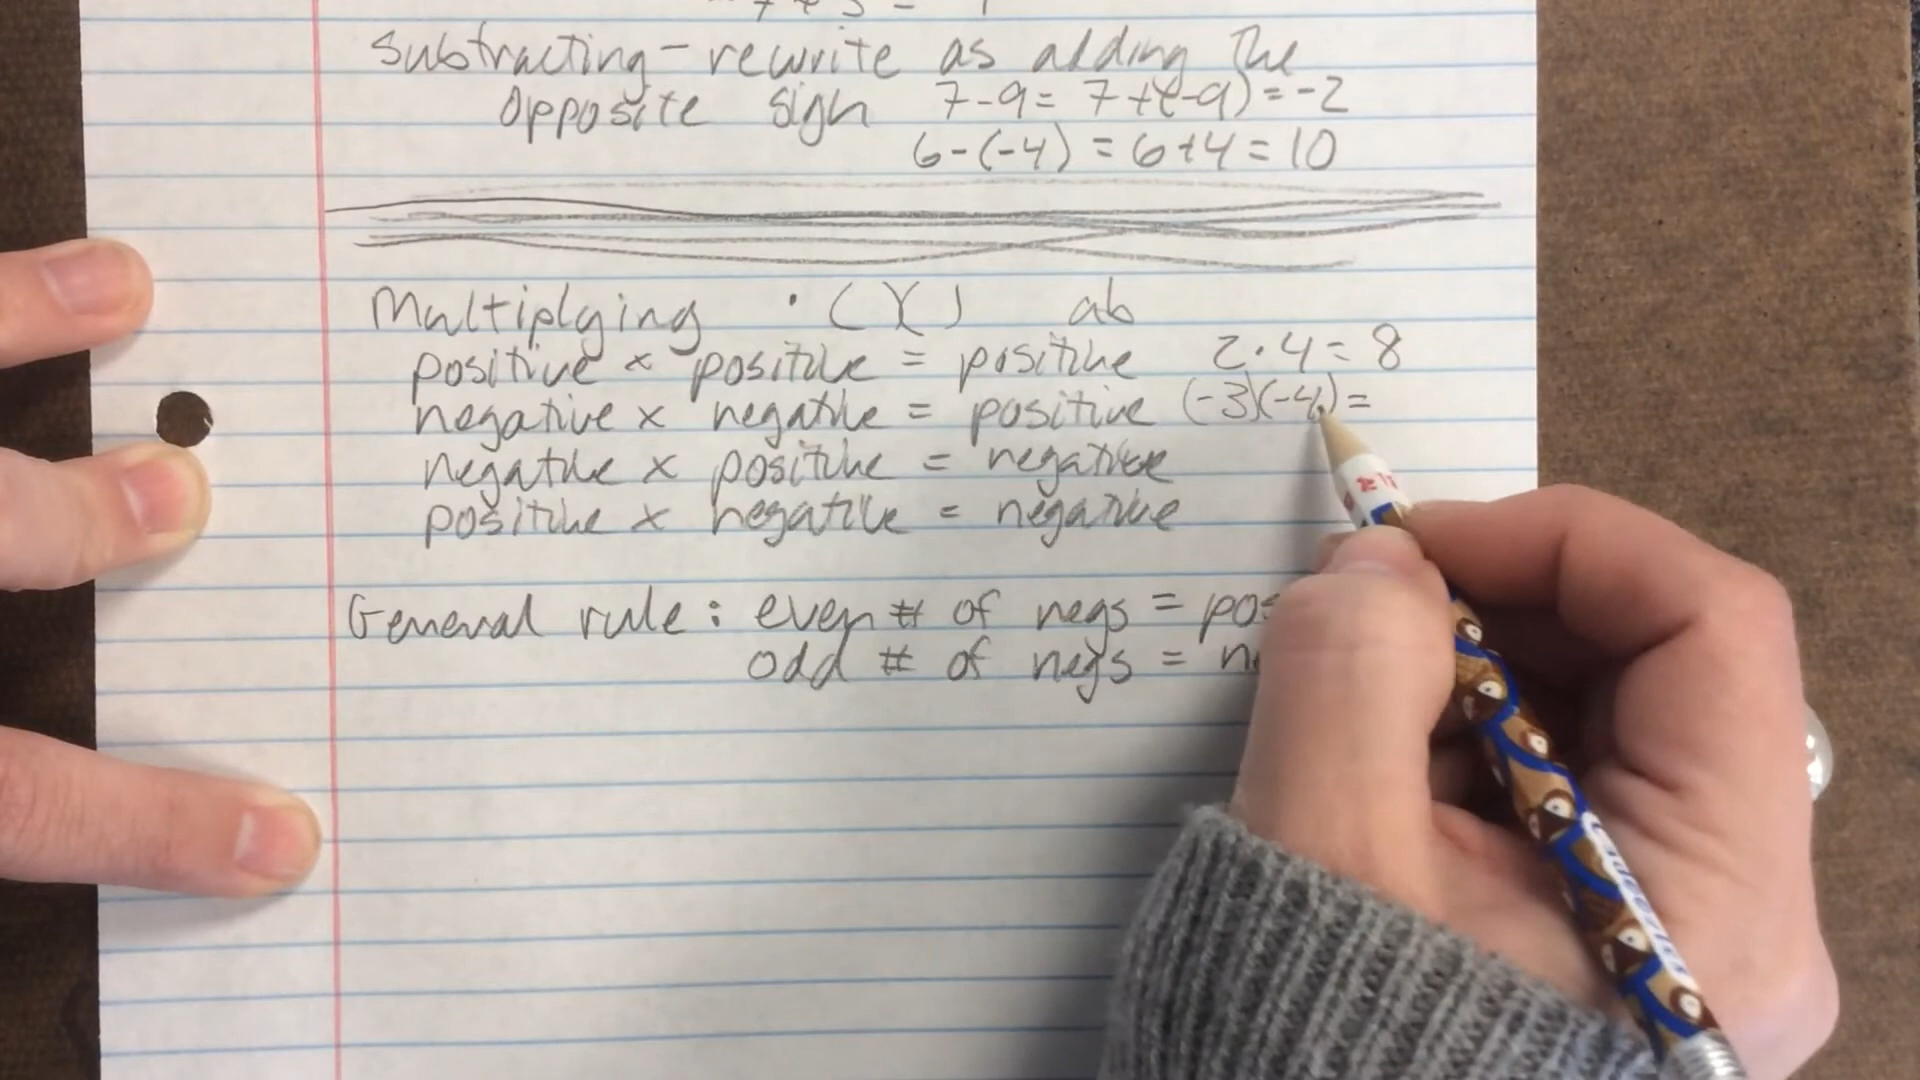 Subtracting - rewrite as adding the
opposite sign 7-9 = 7+(-9) = -2
6-(-4) = 6+4 = 10
Multiplying · ( )( ) ab
positive x positive = positive 2·4 = 8
negative x negative = positive (-3)(-4) =
negative x positive = negative
positive x negative = negative
General rule: even # of negs = pos
odd # of negs =